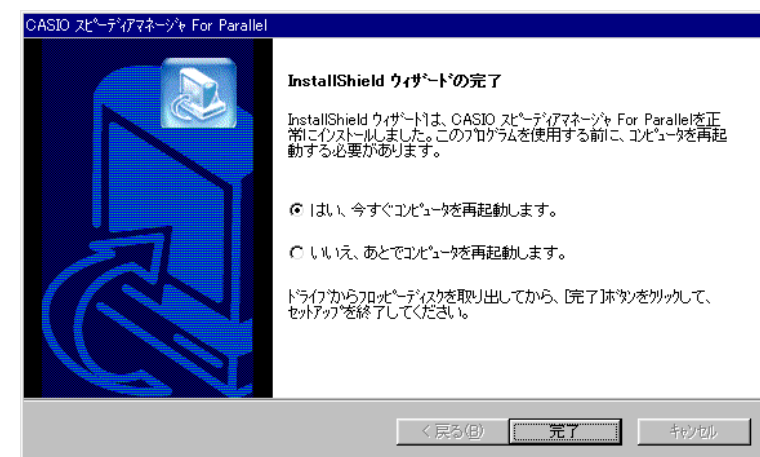 CASIO ｽﾋﾟｰﾃﾞｨｱﾏﾈｰｼﾞｬ For Parallel
InstallShield ｳｨｻﾞｰﾄﾞの完了
InstallShield ｳｨｻﾞｰﾄﾞは、CASIO ｽﾋﾟｰﾃﾞｨｱﾏﾈｰｼﾞｬ For Parallelを正
常にｲﾝｽﾄｰﾙしました。このﾌﾟﾛｸﾞﾗﾑを使用する前に、ｺﾝﾋﾟｭｰﾀを再起
動する必要があります。
はい、今すぐｺﾝﾋﾟｭｰﾀを再起動します。
いいえ、あとでｺﾝﾋﾟｭｰﾀを再起動します。
ﾄﾞﾗｲﾌﾞからﾌﾛｯﾋﾟｰﾃﾞｨｽｸを取り出してから、[完了]ﾎﾞﾀﾝをｸﾘｯｸして、
ｾｯﾄｱｯﾌﾟを終了してください。
< 戻る(B)
完了
ｷｬﾝｾﾙ